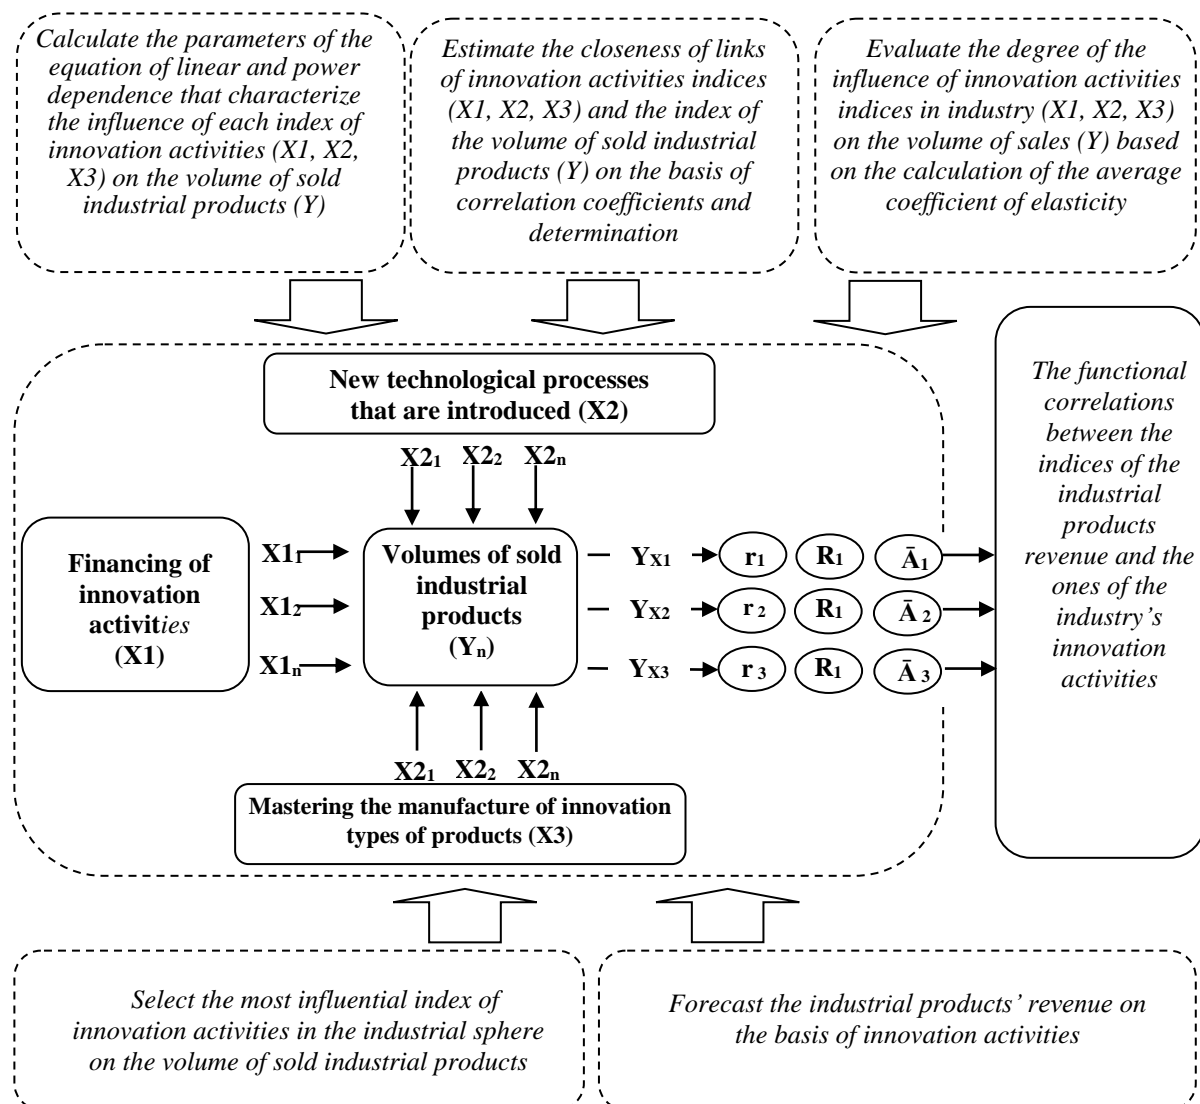 Calculate the parameters of the
equation of linear and power
dependence that characterize
the influence of each index of
innovation activities (X1, X2,
X3) on the volume of sold
industrial products (Y)
Estimate the closeness of links
of innovation activities indices
(X1, X2, X3) and the index of
the volume of sold industrial
products (Y) on the basis of
correlation coefficients and
determination
Evaluate the degree of the
influence of innovation activities
indices in industry (X1, X2, X3)
on the volume of sales (Y) based
on the calculation of the average
coefficient of elasticity
New technological processes
that are introduced (X2)
X2₁ X2₂ X2ₙ
Financing of
innovation
activities
(X1)
X1₁
X1₂
X1ₙ
Volumes of sold
industrial
products
(Yₙ)
Y_X1 r₁ R₁ Ā₁
Y_X2 r₂ R₁ Ā₂
Y_X3 r₃ R₁ Ā₃
X2₁ X2₂ X2ₙ
Mastering the manufacture of innovation
types of products (X3)
The functional
correlations
between the
indices of the
industrial
products
revenue and the
ones of the
industry’s
innovation
activities
Select the most influential index of
innovation activities in the industrial sphere
on the volume of sold industrial products
Forecast the industrial products’ revenue on
the basis of innovation activities